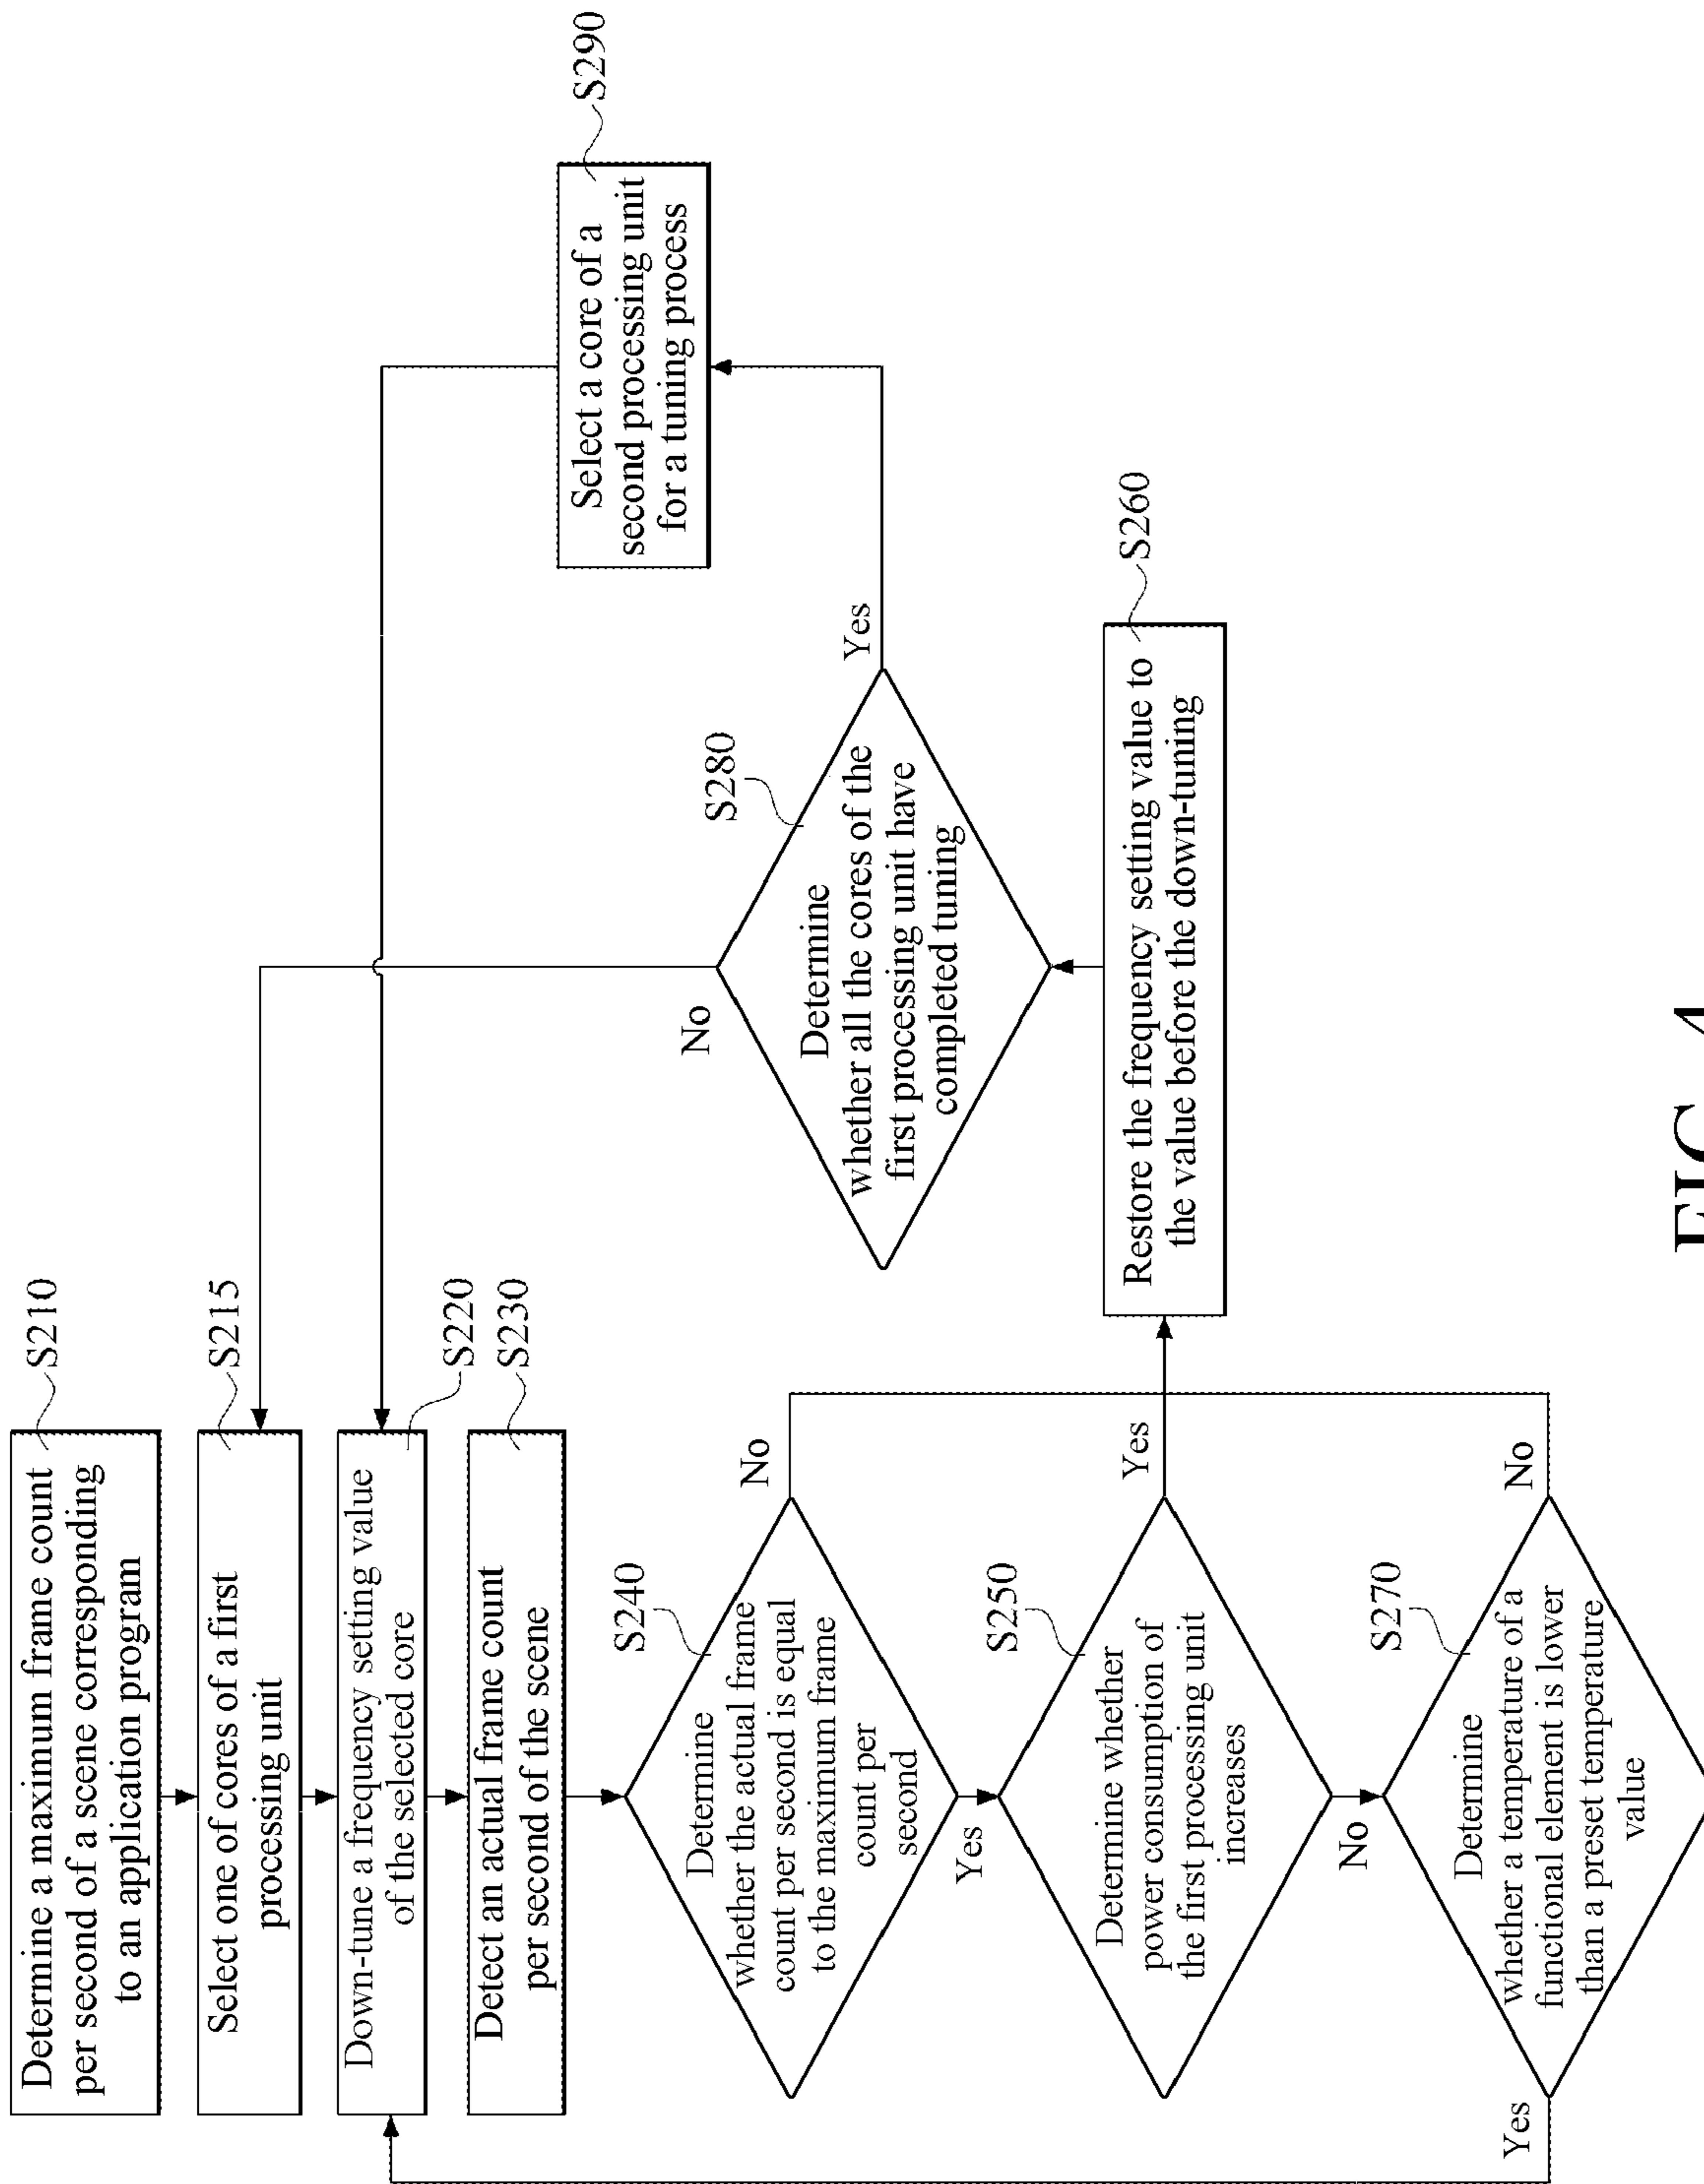 Determine a maximum frame count
per second of a scene corresponding
to an application program
S210
Select one of cores of a first
processing unit
S215
Down-tune a frequency setting value
of the selected core
S220
Detect an actual frame count
per second of the scene
S230
Determine
whether the actual frame
count per second is equal
to the maximum frame
count per
second
S240
No
Yes
Determine whether
power consumption of
the first processing unit
increases
S250
Yes
No
Determine
whether a temperature of a
functional element is lower
than a preset temperature
value
S270
No
Yes
Restore the frequency setting value to
the value before the down-tuning
S260
Determine
whether all the cores of the
first processing unit have
completed tuning
S280
No
Yes
Select a core of a
second processing unit
for a tuning process
S290
FIG. 4